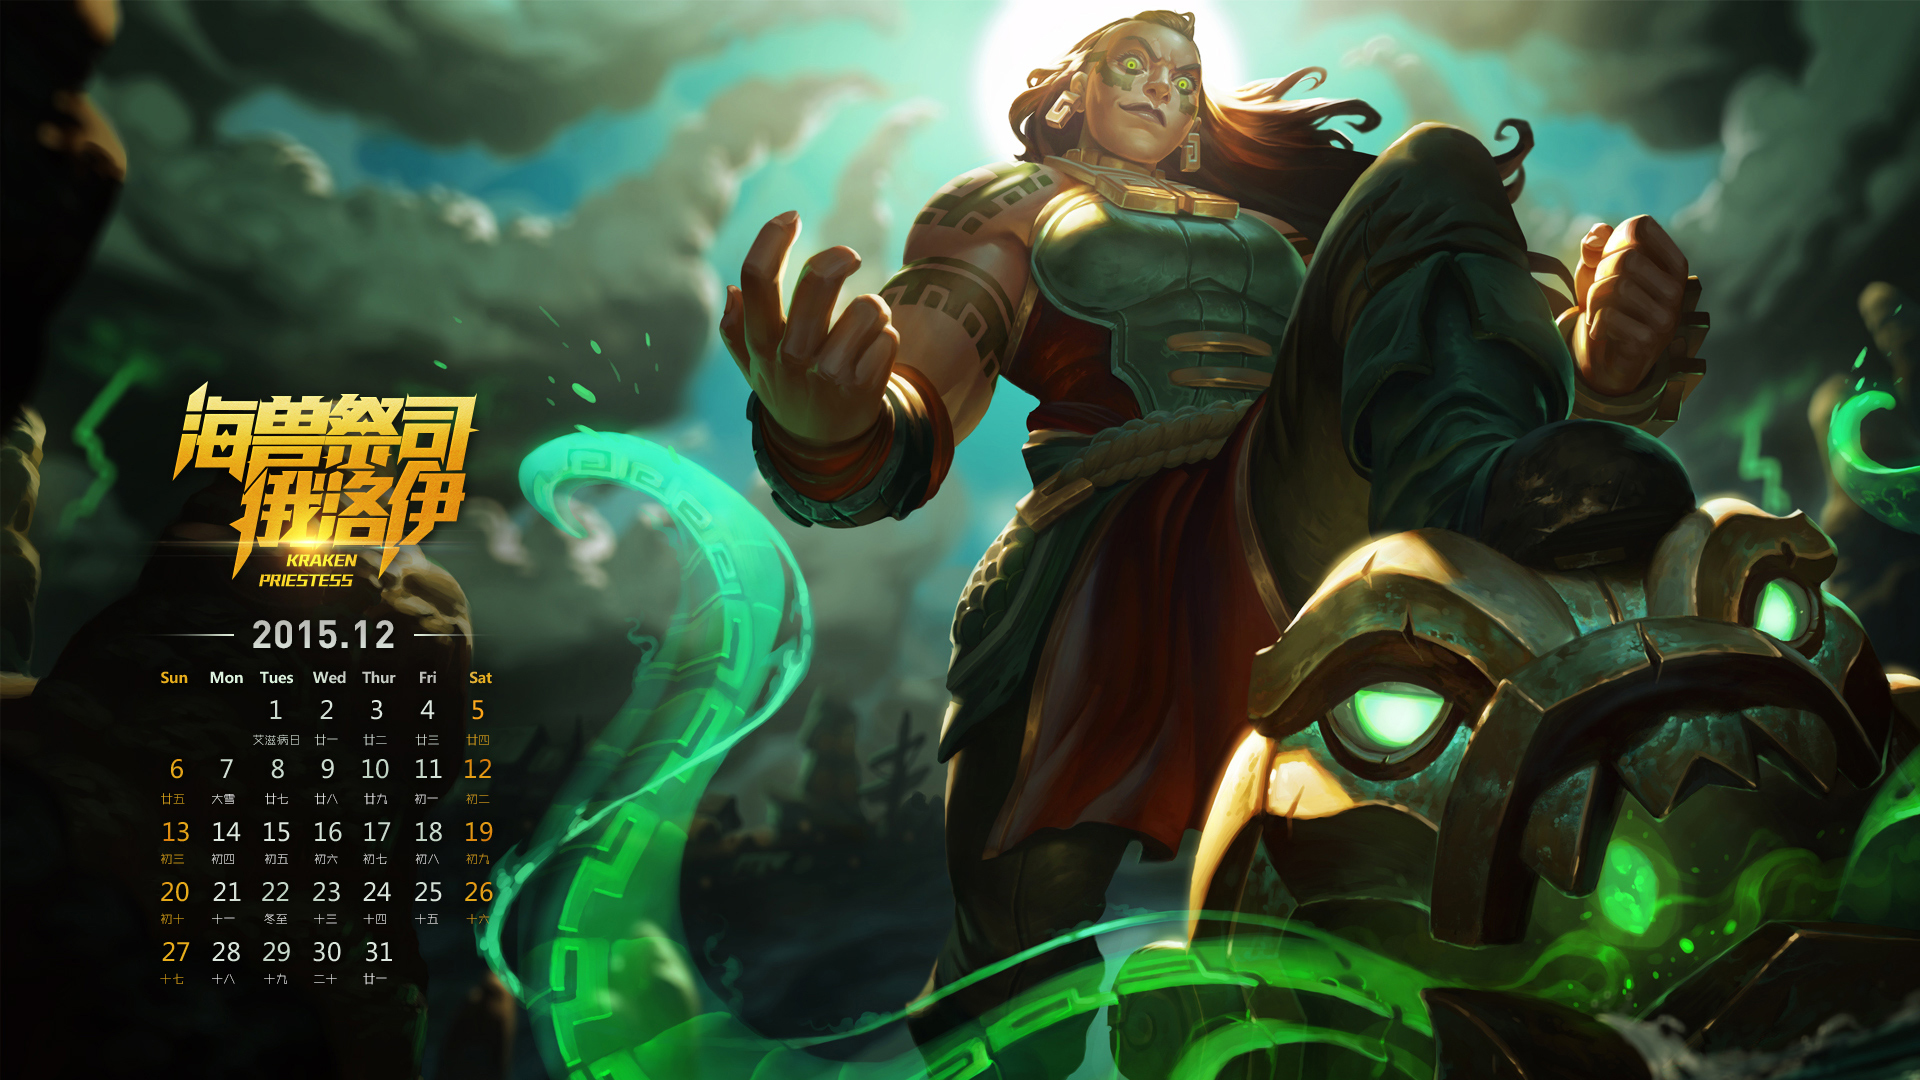 海兽祭司
俄洛伊
KRAKEN
PRIESTESS
2015.12
Sun Mon Tues Wed Thur Fri Sat
1 2 3 4 5
艾滋病日 廿一 廿二 廿三 廿四
6 7 8 9 10 11 12
廿五 大雪 廿七 廿八 廿九 初一 初二
13 14 15 16 17 18 19
初三 初四 初五 初六 初七 初八 初九
20 21 22 23 24 25 26
初十 十一 冬至 十三 十四 十五 十六
27 28 29 30 31
十七 十八 十九 二十 廿一